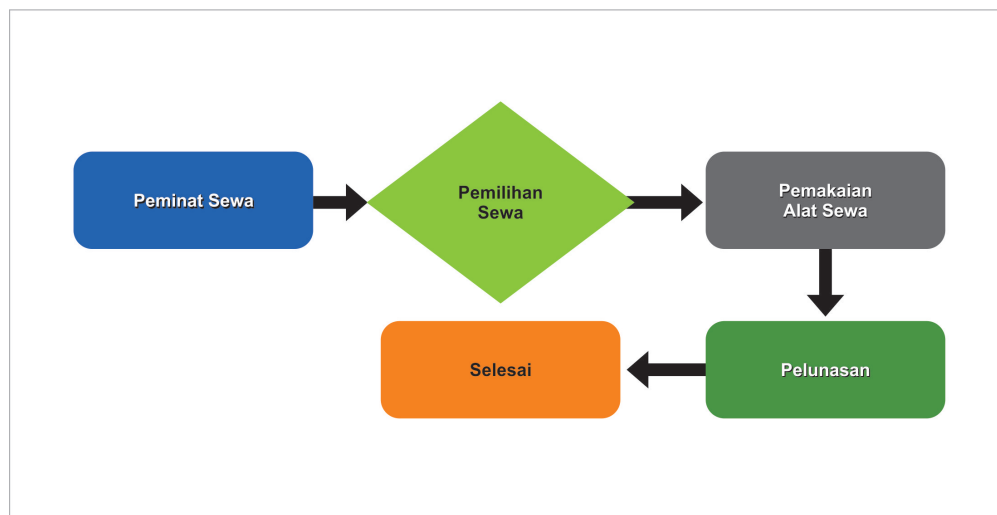 Peminat Sewa
Pemilihan
Sewa
Pemakaian
Alat Sewa
Pelunasan
Selesai